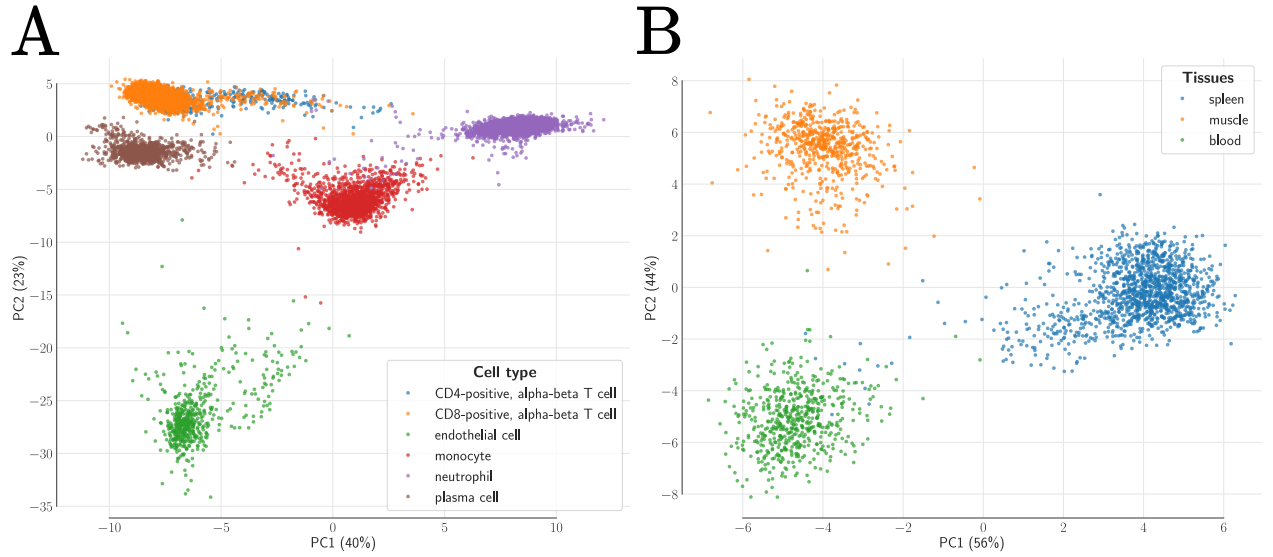 A
5
0
−5
−10
−15
−20
−25
−30
−35
PC2 (23%)
−10
−5
0
5
10
PC1 (40%)
Cell type
CD4-positive, alpha-beta T cell
CD8-positive, alpha-beta T cell
endothelial cell
monocyte
neutrophil
plasma cell
B
8
6
4
2
0
−2
−4
−6
−8
PC2 (44%)
−6
−4
−2
0
2
4
6
PC1 (56%)
Tissues
spleen
muscle
blood